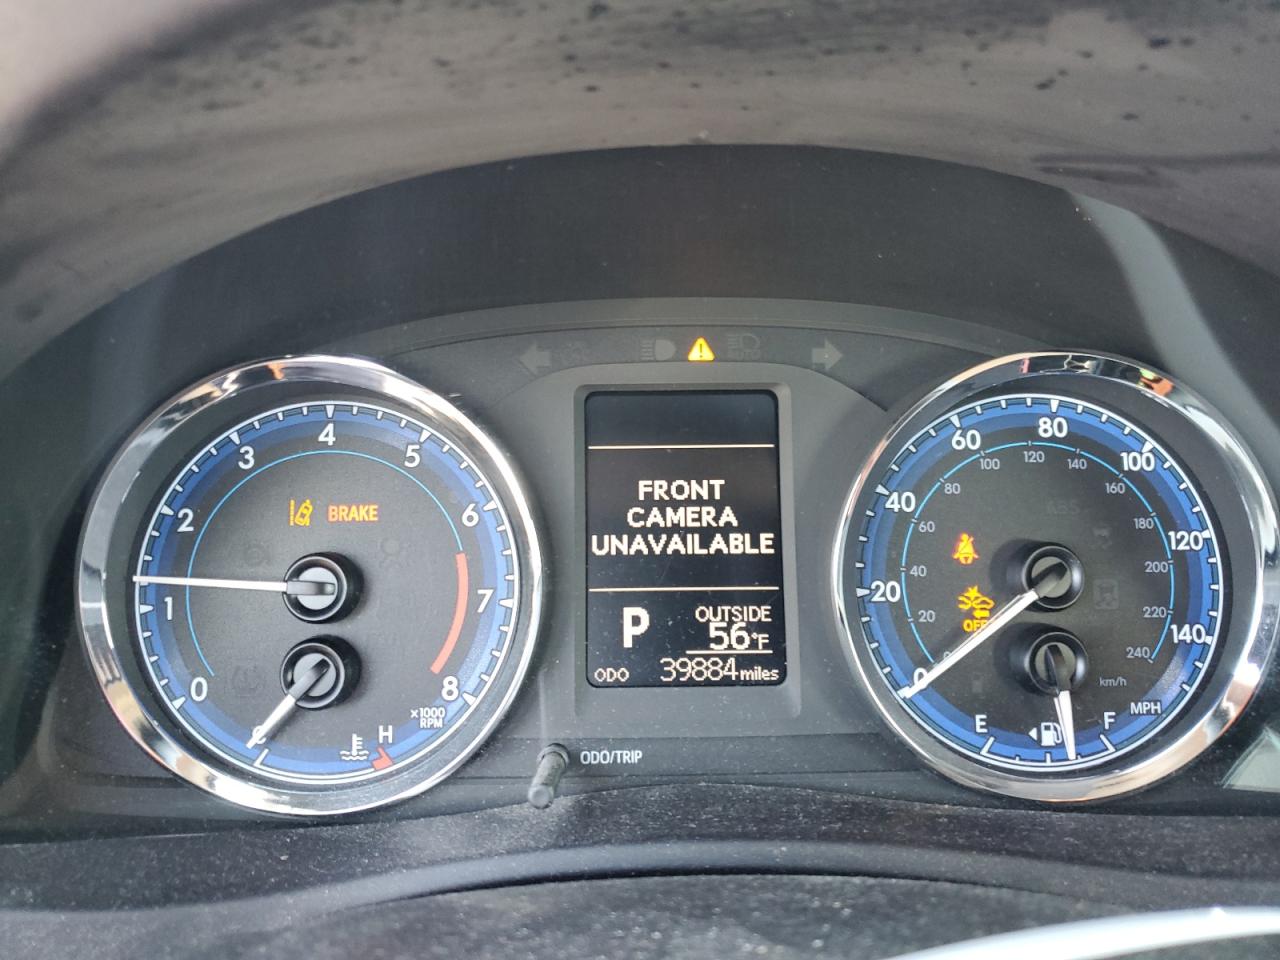 4
3
5
2
6
1
7
0
8
BRAKE
x1000
RPM
C
H
FRONT
CAMERA
UNAVAILABLE
P
OUTSIDE
56°F
ODO 39884 miles
ODO/TRIP
0
20
40
60
80
100
120
140
MPH
20
40
60
80
100
120
140
160
180
200
220
240
km/h
ABS
OFF
E
F